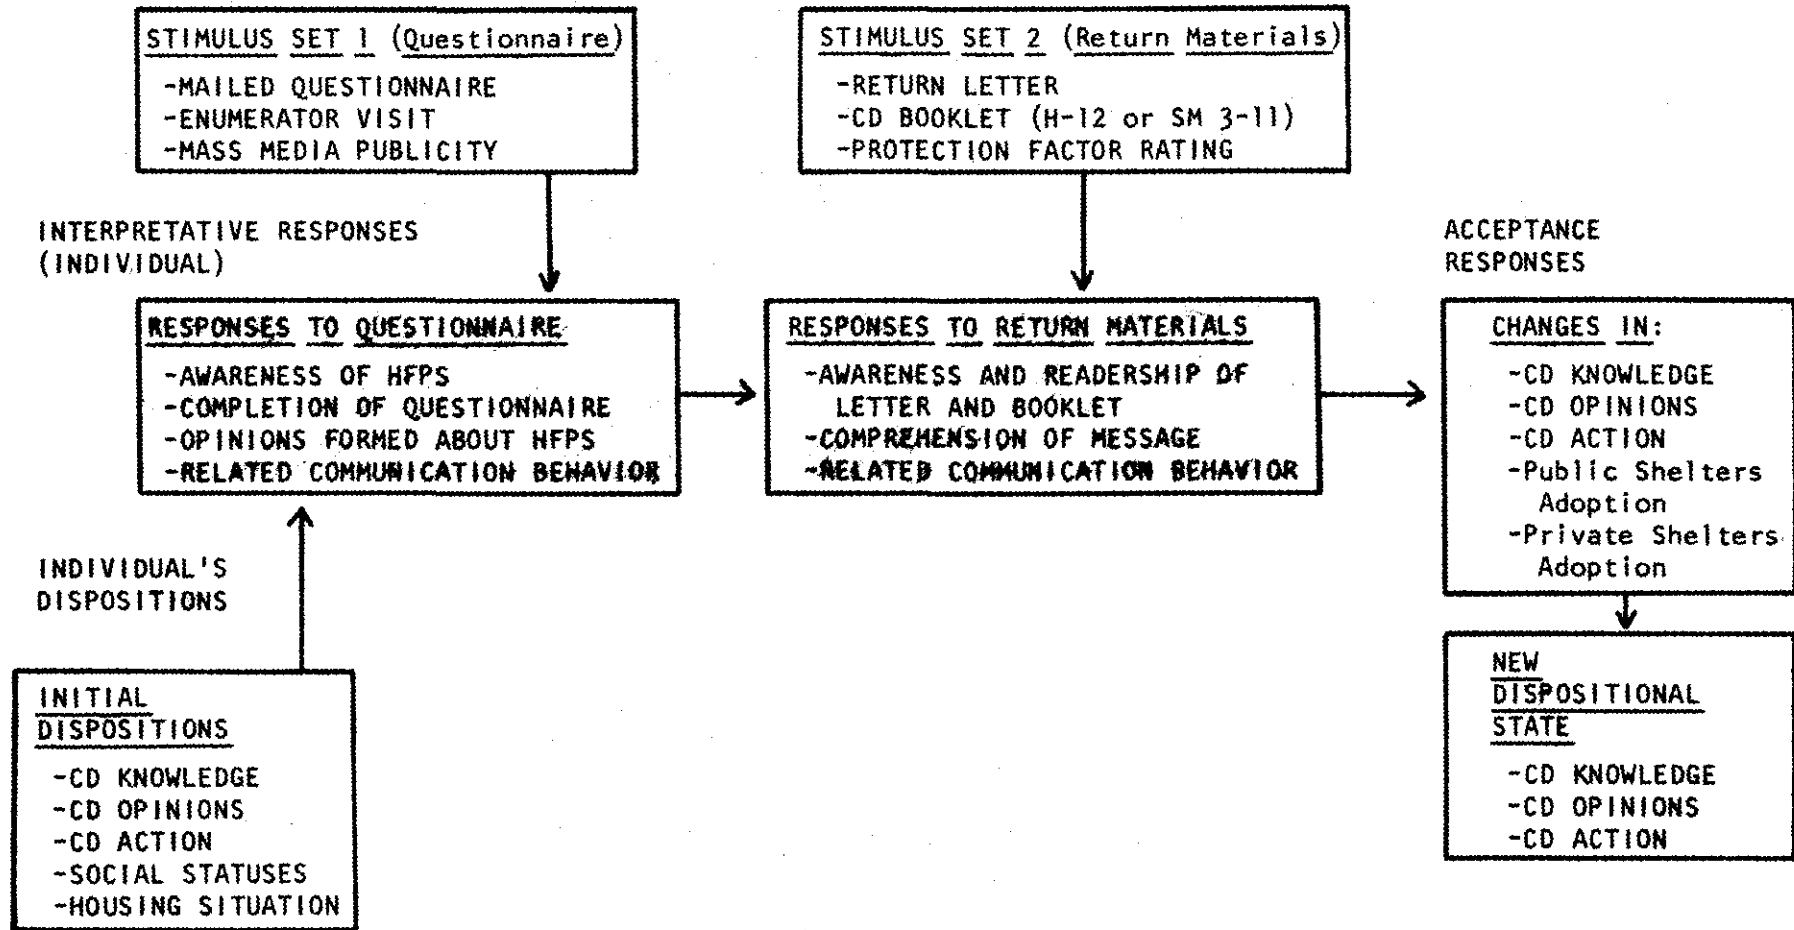 STIMULUS SET 1 (Questionnaire)
-MAILED QUESTIONNAIRE
-ENUMERATOR VISIT
-MASS MEDIA PUBLICITY
STIMULUS SET 2 (Return Materials)
-RETURN LETTER
-CD BOOKLET (H-12 or SM 3-11)
-PROTECTION FACTOR RATING
INTERPRETATIVE RESPONSES
(INDIVIDUAL)
ACCEPTANCE
RESPONSES
RESPONSES TO QUESTIONNAIRE
-AWARENESS OF HFPS
-COMPLETION OF QUESTIONNAIRE
-OPINIONS FORMED ABOUT HFPS
-RELATED COMMUNICATION BEHAVIOR
RESPONSES TO RETURN MATERIALS
-AWARENESS AND READERSHIP OF
LETTER AND BOOKLET
-COMPREHENSION OF MESSAGE
-RELATED COMMUNICATION BEHAVIOR
CHANGES IN:
-CD KNOWLEDGE
-CD OPINIONS
-CD ACTION
-Public Shelters
Adoption
-Private Shelters
Adoption
INDIVIDUAL'S
DISPOSITIONS
INITIAL
DISPOSITIONS
-CD KNOWLEDGE
-CD OPINIONS
-CD ACTION
-SOCIAL STATUSES
-HOUSING SITUATION
NEW
DISPOSITIONAL
STATE
-CD KNOWLEDGE
-CD OPINIONS
-CD ACTION